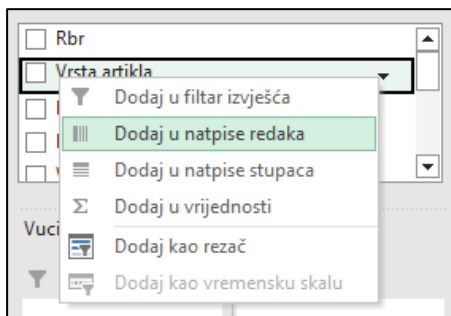 Rbr
Vrsta artikla
Dodaj u filtar izvješća
Dodaj u natpise redaka
Dodaj u natpise stupaca
Dodaj u vrijednosti
Vuci
Dodaj kao rezač
Dodaj kao vremensku skalu